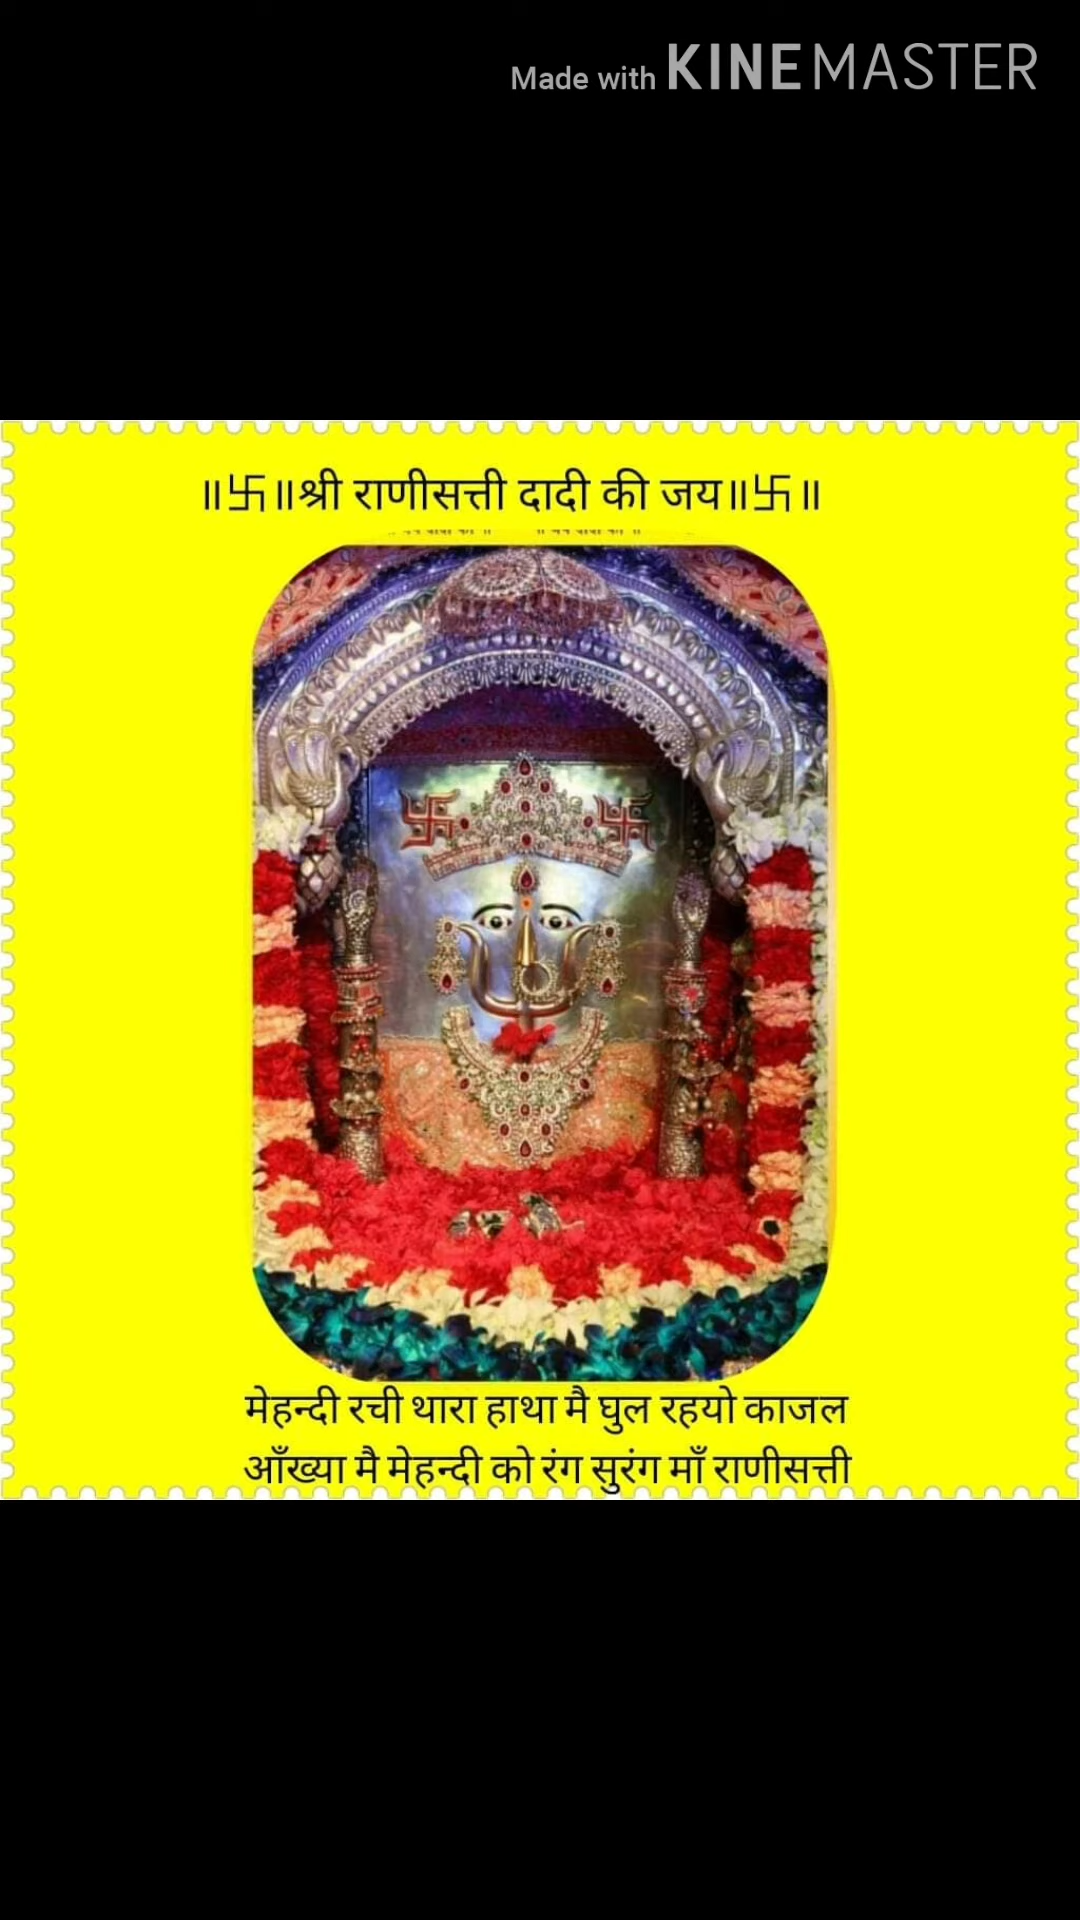 Made with KINEMASTER
॥卐॥श्री राणीसत्ती दादी की जय॥卐॥
मेहन्दी रची थारा हाथा मै घुल रहयो काजल
आँख्या मै मेहन्दी को रंग सुरंग माँ राणीसत्ती